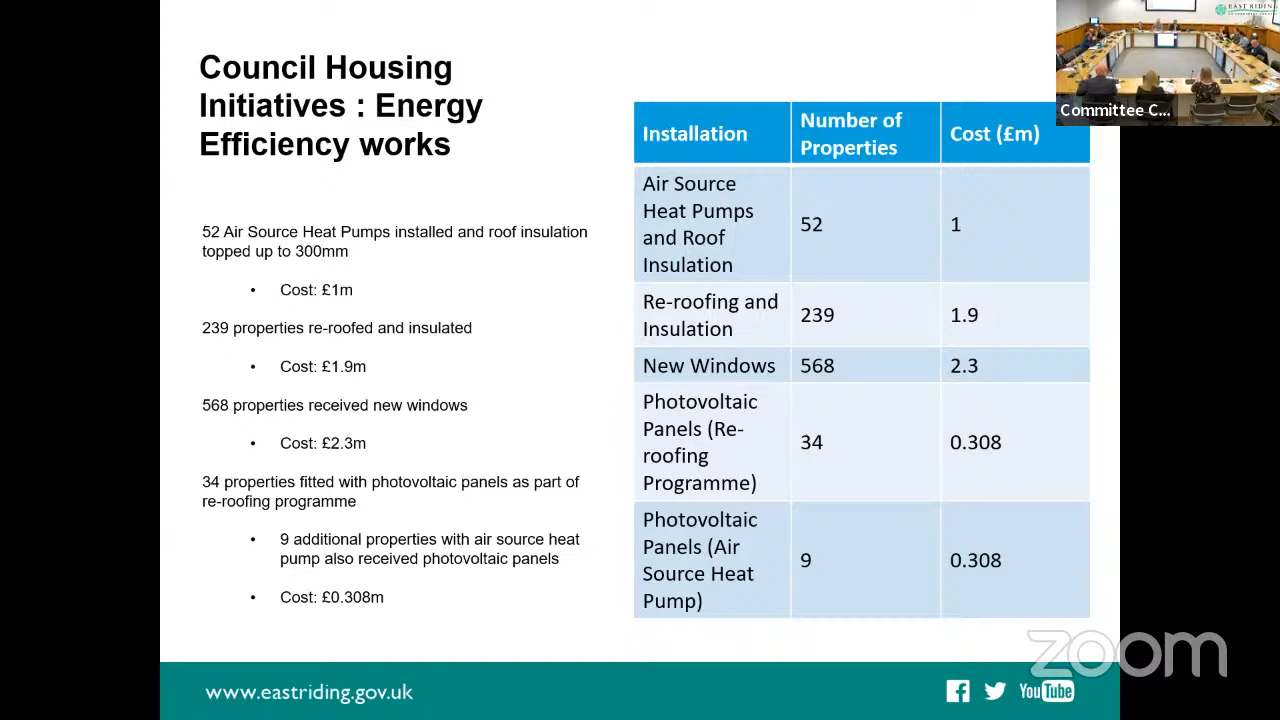 Council Housing
Initiatives : Energy
Efficiency works
52 Air Source Heat Pumps installed and roof insulation
topped up to 300mm
• Cost: £1m
239 properties re-roofed and insulated
• Cost: £1.9m
568 properties received new windows
• Cost: £2.3m
34 properties fitted with photovoltaic panels as part of
re-roofing programme
• 9 additional properties with air source heat
pump also received photovoltaic panels
• Cost: £0.308m
Installation
Number of
Properties
Cost (£m)
Air Source
Heat Pumps
and Roof
Insulation
52
1
Re-roofing and
Insulation
239
1.9
New Windows
568
2.3
Photovoltaic
Panels (Re-
roofing
Programme)
34
0.308
Photovoltaic
Panels (Air
Source Heat
Pump)
9
0.308
EAST RIDING
Committee C...
zoom
www.eastriding.gov.uk
YouTube